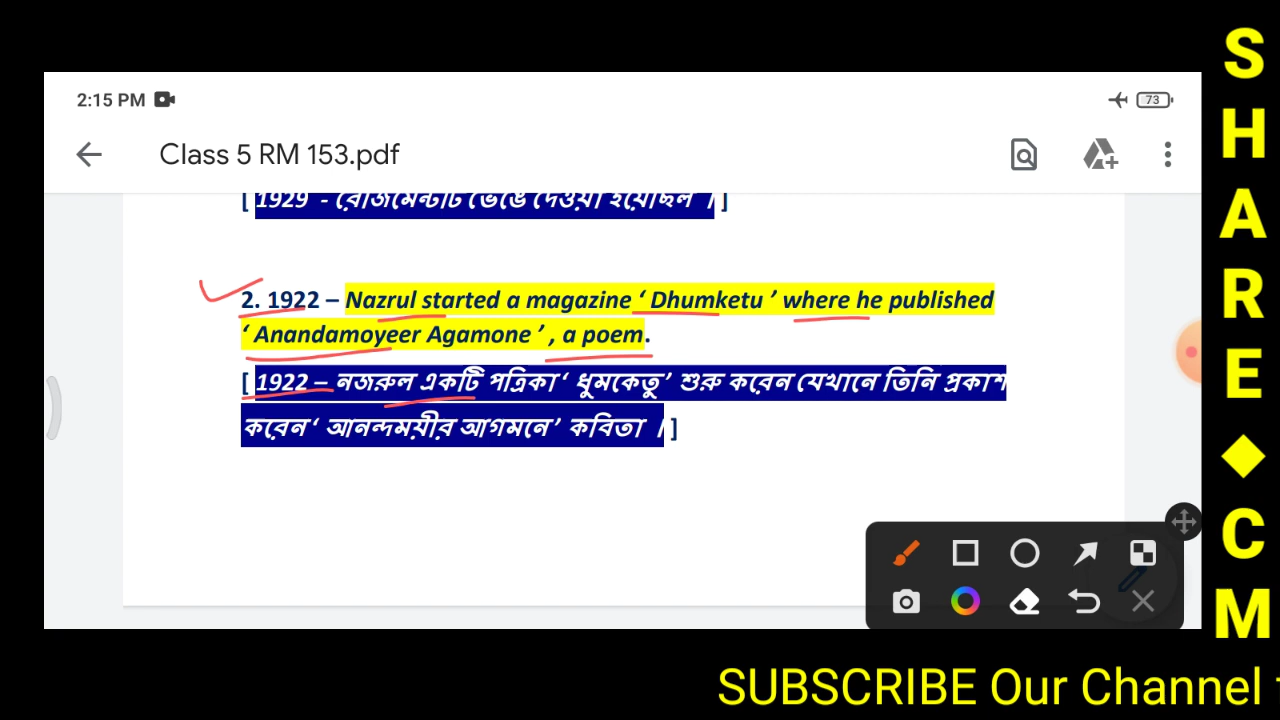 2:15 PM
73
Class 5 RM 153.pdf
[ 1929 - রেজিমেন্টটি ভেঙে দেওয়া হয়েছিল । ]
2. 1922 – Nazrul started a magazine ‘ Dhumketu ’ where he published
‘ Anandamoyeer Agamone ’ , a poem.
[ 1922 – নজরুল একটি পত্রিকা ‘ ধুমকেতু’ শুরু করেন যেখানে তিনি প্রকাশ
করেন ‘ আনন্দময়ীর আগমনে’ কবিতা । ]
SHARE◆CM
SUBSCRIBE Our Channel